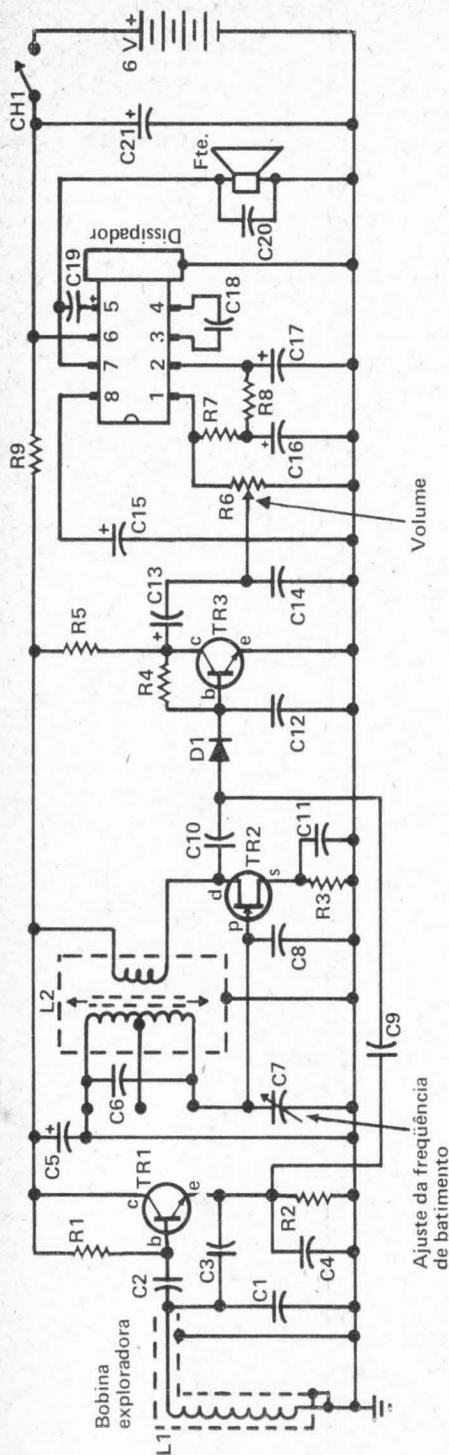 CH1
6 V +
+
C21
Fte.
C20
Dissipador
C19
+
8 7 6 5
1 2 3 4
C18
R9
C15
+
R7
R8
C17
+
C16
+
R6
Volume
R5
C13
+
TR3
c
b
e
R4
C14
D1
C12
C10
TR2
d
p
s
C11
R3
C8
L2
C6
C7
Ajuste da freqüência
de batimento
C9
C5
+
R1
TR1
c
b
e
C2
C3
R2
C4
C1
Bobina
exploradora
L1